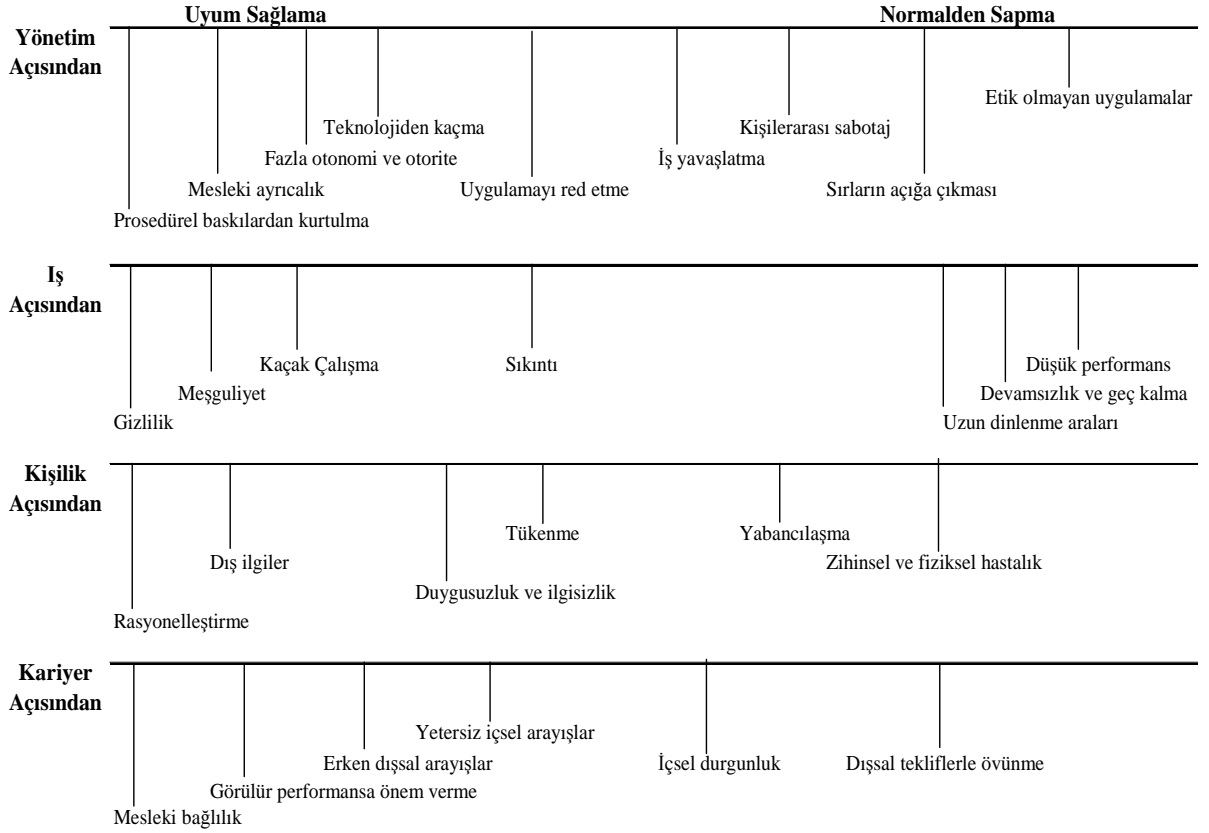 Uyum Sağlama
Normalden Sapma
Yönetim
Açısından
Etik olmayan uygulamalar
Teknolojiden kaçma
Kişilerarası sabotaj
Fazla otonomi ve otorite
İş yavaşlatma
Mesleki ayrıcalık
Uygulamayı red etme
Sırların açığa çıkması
Prosedürel baskılardan kurtulma
Iş
Açısından
Kaçak Çalışma
Sıkıntı
Düşük performans
Meşguliyet
Devamsızlık ve geç kalma
Gizlilik
Uzun dinlenme araları
Kişilik
Açısından
Tükenme
Yabancılaşma
Dış ilgiler
Zihinsel ve fiziksel hastalık
Duygusuzluk ve ilgisizlik
Rasyonelleştirme
Kariyer
Açısından
Yetersiz içsel arayışlar
Erken dışsal arayışlar
İçsel durgunluk
Dışsal tekliflerle övünme
Görülür performansa önem verme
Mesleki bağlılık